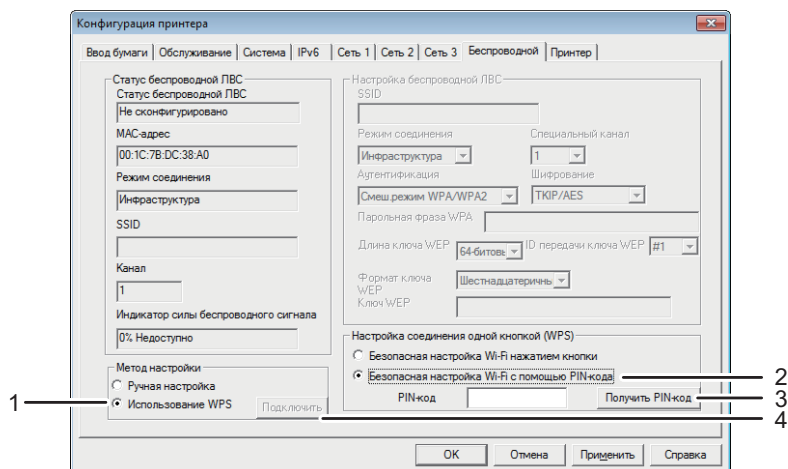 Конфигурация принтера
Ввод бумаги Обслуживание Система IPv6 Сеть 1 Сеть 2 Сеть 3 Беспроводной Принтер
Статус беспроводной ЛВС
Статус беспроводной ЛВС
Не сконфигурировано
MAC-адрес
00:1C:7B:DC:38:A0
Режим соединения
Инфраструктура
SSID
Канал
1
Индикатор силы беспроводного сигнала
0% Недоступно
Метод настройки
Ручная настройка
Использование WPS
Подключить
Настройка беспроводной ЛВС
SSID
Режим соединения Специальный канал
Инфраструктура 1
Аутентификация Шифрование
Смеш.режим WPA/WPA2 TKIP/AES
Парольная фраза WPA
Длина ключа WEP 64-битовь ID передачи ключа WEP #1
Формат ключа
WEP
Шестнадцатеричнь
Ключ WEP
Настройка соединения одной кнопкой (WPS)
Безопасная настройка Wi-Fi нажатием кнопки
Безопасная настройка Wi-Fi с помощью PIN-кода
PIN-код Получить PIN-код
OK Отмена Применить Справка
1
2
3
4